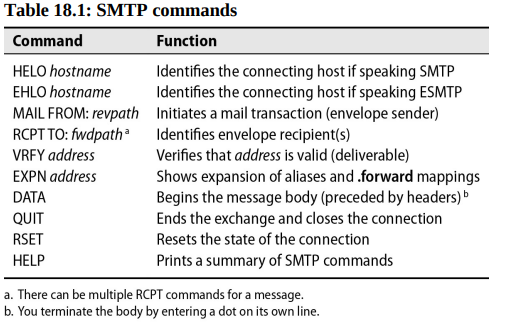 Table 18.1: SMTP commands
Command Function
HELO hostname Identifies the connecting host if speaking SMTP
EHLO hostname Identifies the connecting host if speaking ESMTP
MAIL FROM: revpath Initiates a mail transaction (envelope sender)
RCPT TO: fwdpath a Identifies envelope recipient(s)
VRFY address Verifies that address is valid (deliverable)
EXPN address Shows expansion of aliases and .forward mappings
DATA Begins the message body (preceded by headers) b
QUIT Ends the exchange and closes the connection
RSET Resets the state of the connection
HELP Prints a summary of SMTP commands
a. There can be multiple RCPT commands for a message.
b. You terminate the body by entering a dot on its own line.